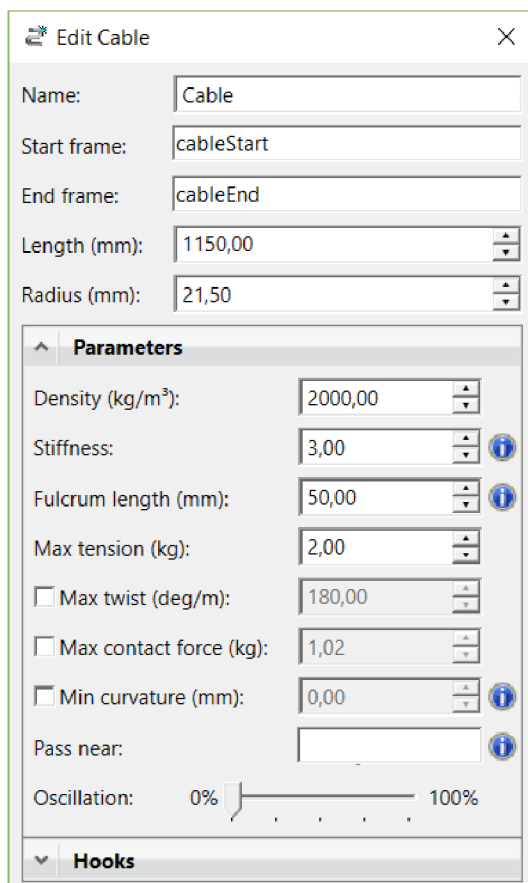 Edit Cable
Name: Cable
Start frame: cableStart
End frame: cableEnd
Length (mm): 1150,00
Radius (mm): 21,50
Parameters
Density (kg/m³): 2000,00
Stiffness: 3,00
Fulcrum length (mm): 50,00
Max tension (kg): 2,00
Max twist (deg/m): 180,00
Max contact force (kg): 1,02
Min curvature (mm): 0,00
Pass near:
Oscillation: 0% 100%
Hooks